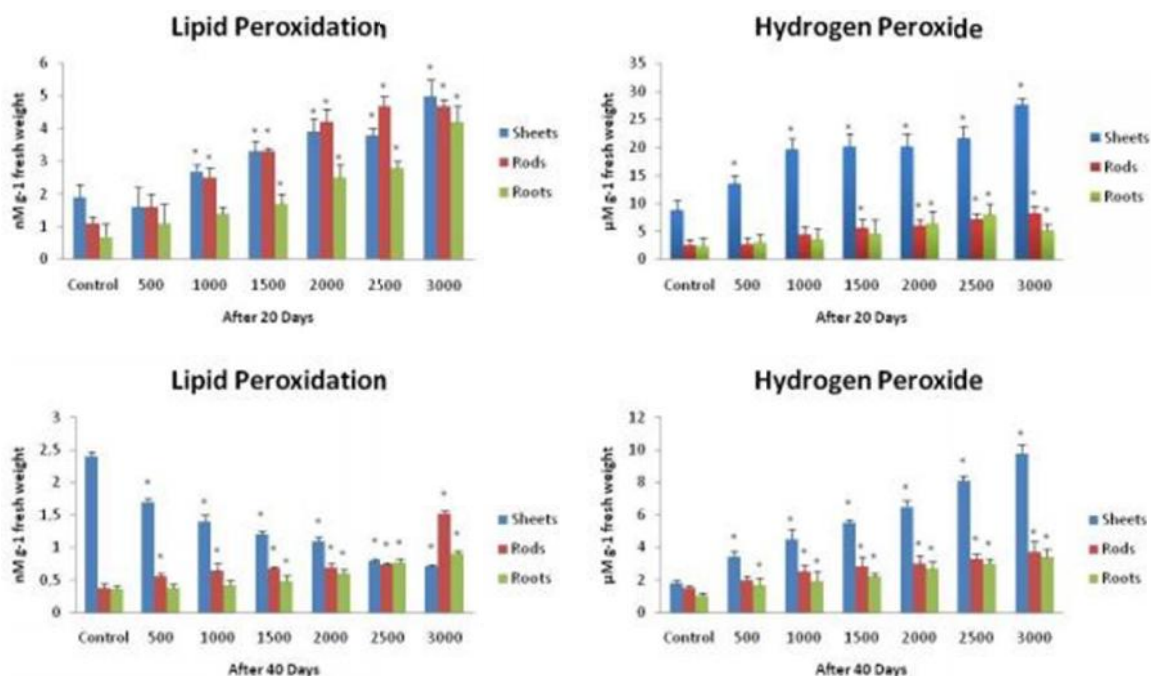 Lipid Peroxidation
6
5
4
3
2
1
0
nM g-1 fresh weight
Control 500 1000 1500 2000 2500 3000
After 20 Days
Sheets
Rods
Roots
Hydrogen Peroxide
35
30
25
20
15
10
5
0
µM g-1 fresh weight
Control 500 1000 1500 2000 2500 3000
After 20 Days
Sheets
Rods
Roots
Lipid Peroxidation
3
2.5
2
1.5
1
0.5
0
nM g-1 fresh weight
Control 500 1000 1500 2000 2500 3000
After 40 Days
Sheets
Rods
Roots
Hydrogen Peroxide
12
10
8
6
4
2
0
µM g-1 fresh weight
Control 500 1000 1500 2000 2500 3000
After 40 Days
Sheets
Rods
Roots